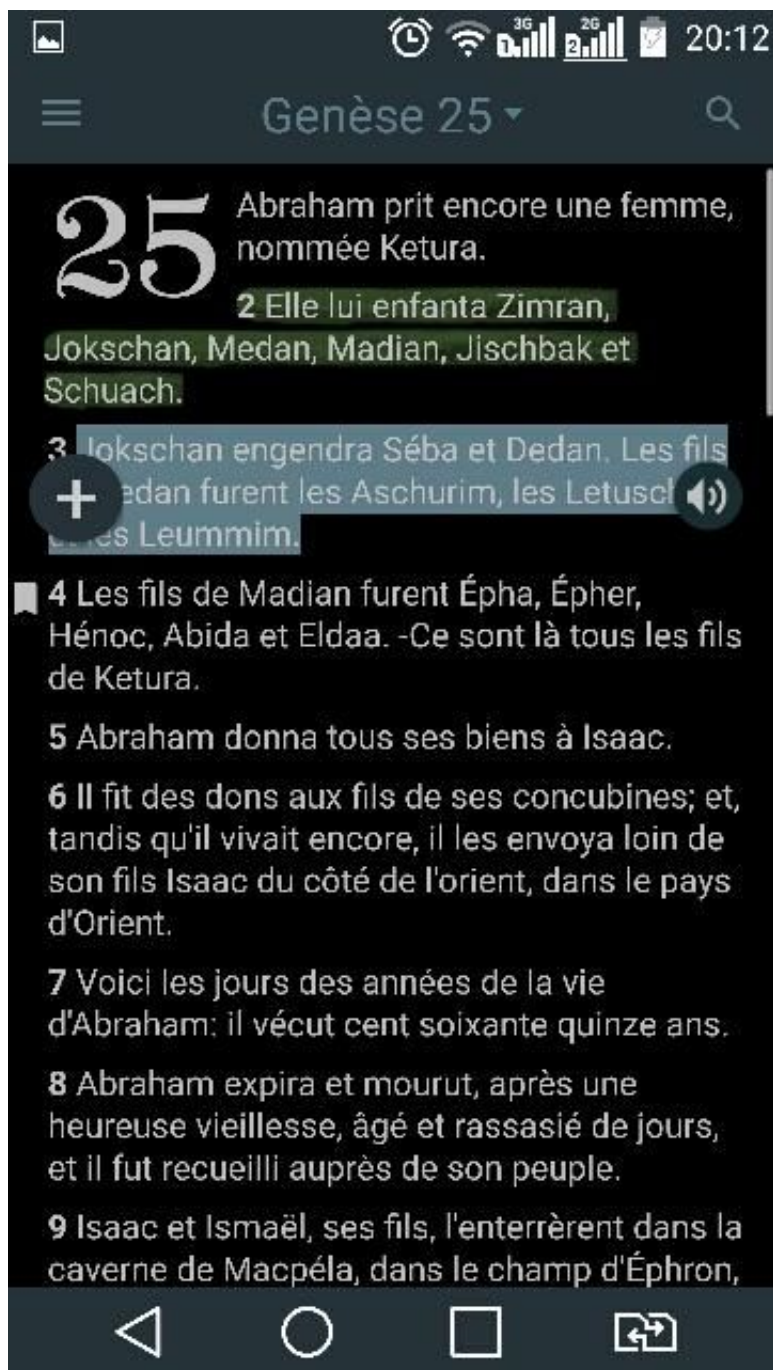 3G 2G 20:12
Genèse 25
25 Abraham prit encore une femme,
nommée Ketura.
2 Elle lui enfanta Zimran,
Jokschan, Medan, Madian, Jischbak et
Schuach.
3 Jokschan engendra Séba et Dedan. Les fils
edan furent les Aschurim, les Letusc
les Leummim.
4 Les fils de Madian furent Épha, Épher,
Hénoc, Abida et Eldaa. -Ce sont là tous les fils
de Ketura.
5 Abraham donna tous ses biens à Isaac.
6 Il fit des dons aux fils de ses concubines; et,
tandis qu'il vivait encore, il les envoya loin de
son fils Isaac du côté de l'orient, dans le pays
d'Orient.
7 Voici les jours des années de la vie
d'Abraham: il vécut cent soixante quinze ans.
8 Abraham expira et mourut, après une
heureuse vieillesse, âgé et rassasié de jours,
et il fut recueilli auprès de son peuple.
9 Isaac et Ismaël, ses fils, l'enterrèrent dans la
caverne de Macpéla, dans le champ d'Éphron,